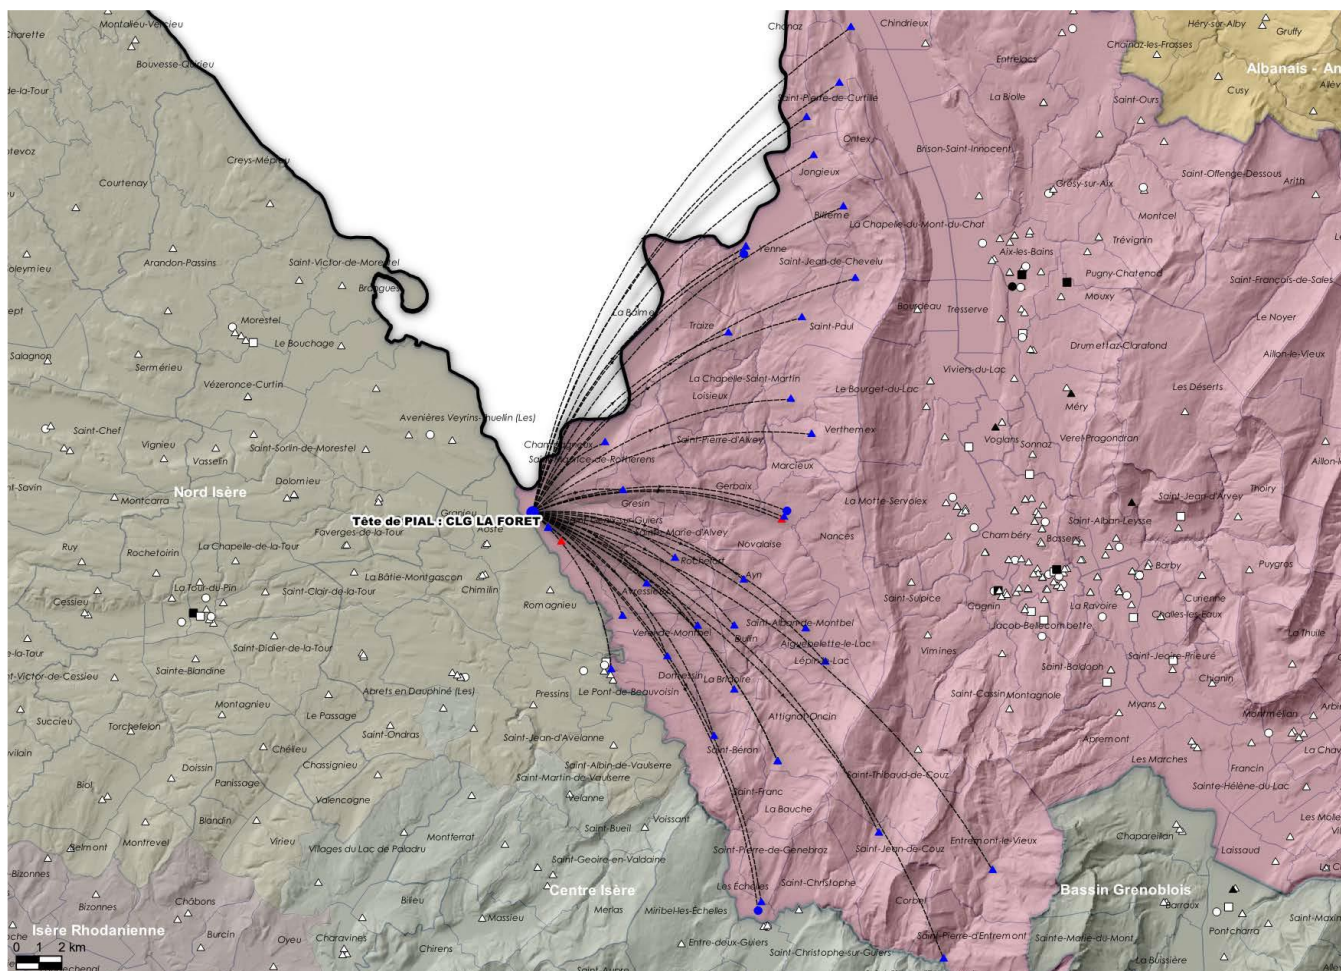 Charette
Montalieu-Vercieu
Chanaz
Chindrieux
Héry-sur-Alby
Gruffy
Bouvesse-Quirieu
Entrelacs
Chainaz-les-Frasses
Albanais - An
de-la-Tour
Saint-Pierre-de-Curtille
La Biolle
Saint-Ours
Cusy
Allèv
Ontex
Brison-Saint-Innocent
Creys-Mépieu
Courtenay
Jongieux
Grésy-sur-Aix
Saint-Offenge-Dessous
Arith
Montcel
Billième
La Chapelle-du-Mont-du-Chat
Trévignin
Yenne
Aix-les-Bains
Arandon-Passins
Saint-Victor-de-Morestel
Saint-Jean-de-Chevelu
Pugny-Chatenod
Saint-François-de-Sales
oleymieu
Brangues
Mouxy
La Balme
Bourdeau
Tresserve
Le Noyer
Morestel
Traize
Saint-Paul
Le Bouchage
Drumettaz-Clarafond
Aillon-le-Vieux
Salagnon
Sermérieu
Viviers-du-Lac
La Chapelle-Saint-Martin
Vézeronce-Curtin
Loisieux
Le Bourget-du-Lac
Les Déserts
Méry
Avenières Veyrins-Thuellin (Les)
Saint-Chef
Verthemex
Vignieu
Saint-Sorlin-de-Morestel
Champagneux
Saint-Pierre-d'Alvey
Voglans
Sonnaz
Verel-Pragondran
Vasselin
Saint-Maurice-de-Rotherens
Marcieux
Aillon-l
nt-Savin
Dolomieu
Gerbaix
Thoiry
Nord Isère
Montcarra
Gresin
La Motte-Servolex
Saint-Jean-d'Arvey
Granieu
Tête de PIAL : CLG LA FORET
Saint-Alban-Leysse
Faverges-de-la-Tour
Aoste
Sainte-Marie-d'Alvey
Nances
Chambéry
Bassens
Ruy
Rochetoirin
La Chapelle-de-la-Tour
Novalaise
Rochefort
Barby
Puygros
La Bâtie-Montgascon
Ayn
La Tour-du-Pin
Chimilin
Cessieu
Saint-Clair-de-la-Tour
Romagnieu
Avressieux
Saint-Sulpice
Cognin
La Ravoire
Curienne
Challes-les-Eaux
Saint-Alban-de-Montbel
Jacob-Bellecombette
Verel-de-Montbel
La Thuile
Saint-Didier-de-la-Tour
Aiguebelette-le-Lac
Vimines
Sainte-Blandine
Lépin-le-Lac
Saint-Baldoph
Saint-Jeoire-Prieuré
nt-Victor-de-Cessieu
Domessin
La Bridoire
Chignin
Abrets en Dauphiné (Les)
Pressins
Le Pont-de-Beauvoisin
Saint-Cassin
Montagnole
Montagnieu
Le Passage
Myans
Succieu
Torchefelon
Attignat-Oncin
Montmélian
Saint-Ondras
Saint-Jean-d'Avelanne
Saint-Béron
Apremont
Chélieu
Les Marches
Doissin
Chassignieu
Saint-Albin-de-Vaulserre
Francin
Panissage
Saint-Martin-de-Vaulserre
Saint-Thibaud-de-Couz
Biol
Sainte-Hélène-du-Lac
Valencogne
Velanne
Saint-Franc
La Bauche
Blandin
Voissant
Saint-Bueil
Chapareillan
Montrevel
Virieu
Montferrat
Entremont-le-Vieux
Belmont
Villages du Lac de Paladru
Saint-Pierre-de-Genebroz
Saint-Jean-de-Couz
Laissaud
Saint-Geoire-en-Valdaine
Saint-Christophe
Les Echelles
Centre Isère
Bassin Grenoblois
Bizonnes
Châbons
Bilieu
Merlas
Miribel-les-Échelles
Corbel
Barraux
Massieu
Isère Rhodanienne
Burcin
Oyeu
Charavines
Chirens
Entre-deux-Guiers
Saint-Christophe-sur-Guiers
Saint-Pierre-d'Entremont
Sainte-Marie-du-Mont
Pontcharra
La Buissière
0 1 2 km